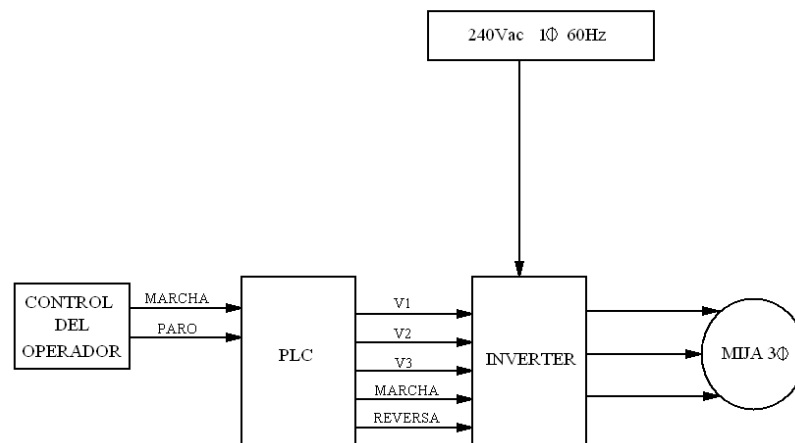 240Vac 1Φ 60Hz
CONTROL
DEL
OPERADOR
MARCHA
PARO
PLC
V1
V2
V3
MARCHA
REVERSA
INVERTER
MIJA 3Φ